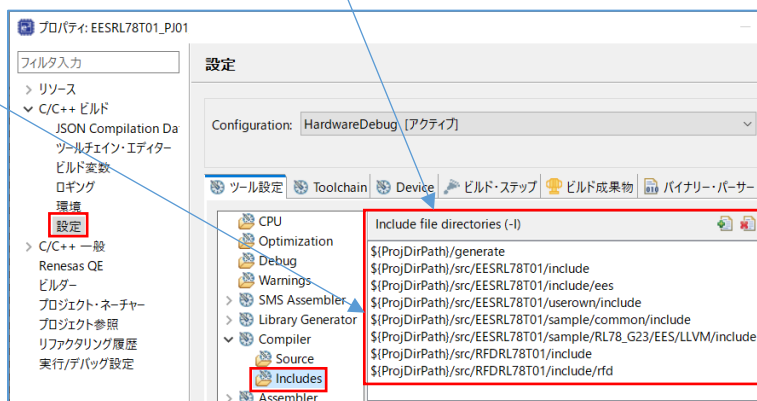 プロパティ: EESRL78T01_PJ01
フィルタ入力
設定
リソース
C/C++ ビルド
JSON Compilation Da
ツールチェイン・エディター
ビルド変数
ロギング
環境
設定
C/C++ 一般
Renesas QE
ビルダー
プロジェクト・ネーチャー
プロジェクト参照
リファクタリング履歴
実行/デバッグ設定
Configuration: HardwareDebug [アクティブ]
ツール設定 Toolchain Device ビルド・ステップ ビルド成果物 バイナリー・パーサー
CPU
Optimization
Debug
Warnings
SMS Assembler
Library Generator
Compiler
Source
Includes
Assembler
Include file directories (-I)
${ProjDirPath}/generate
${ProjDirPath}/src/EESRL78T01/include
${ProjDirPath}/src/EESRL78T01/include/ees
${ProjDirPath}/src/EESRL78T01/userown/include
${ProjDirPath}/src/EESRL78T01/sample/common/include
${ProjDirPath}/src/EESRL78T01/sample/RL78_G23/EES/LLVM/include
${ProjDirPath}/src/RFDRL78T01/include
${ProjDirPath}/src/RFDRL78T01/include/rfd